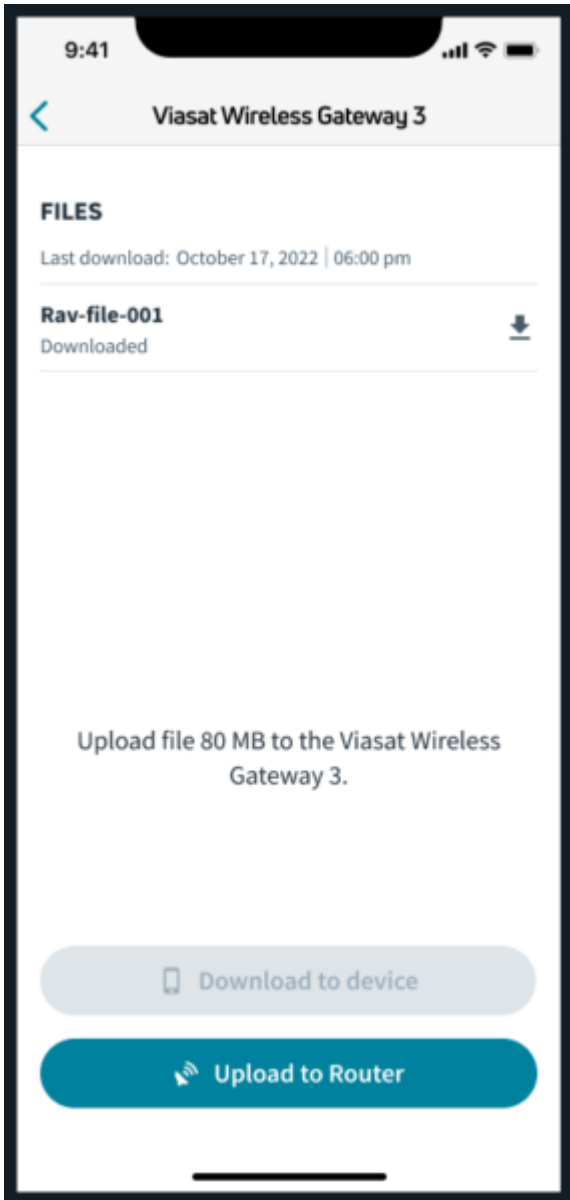 9:41
Viasat Wireless Gateway 3
FILES
Last download: October 17, 2022 | 06:00 pm
Rav-file-001
Downloaded
Upload file 80 MB to the Viasat Wireless
Gateway 3.
Download to device
Upload to Router